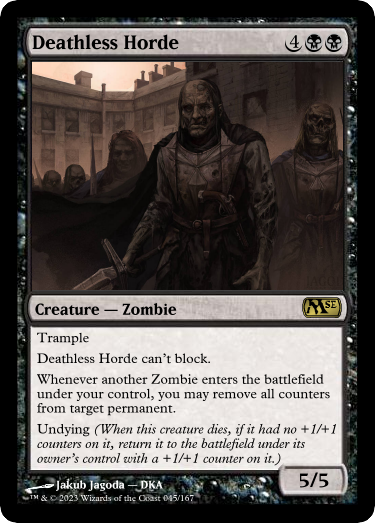 Deathless Horde 4
Creature — Zombie MSE
Trample
Deathless Horde can't block.
Whenever another Zombie enters the battlefield
under your control, you may remove all counters
from target permanent.
Undying (When this creature dies, if it had no +1/+1
counters on it, return it to the battlefield under its
owner's control with a +1/+1 counter on it.)
5/5
Jakub Jagoda — DKA
™ & © 2023 Wizards of the Coast 045/167